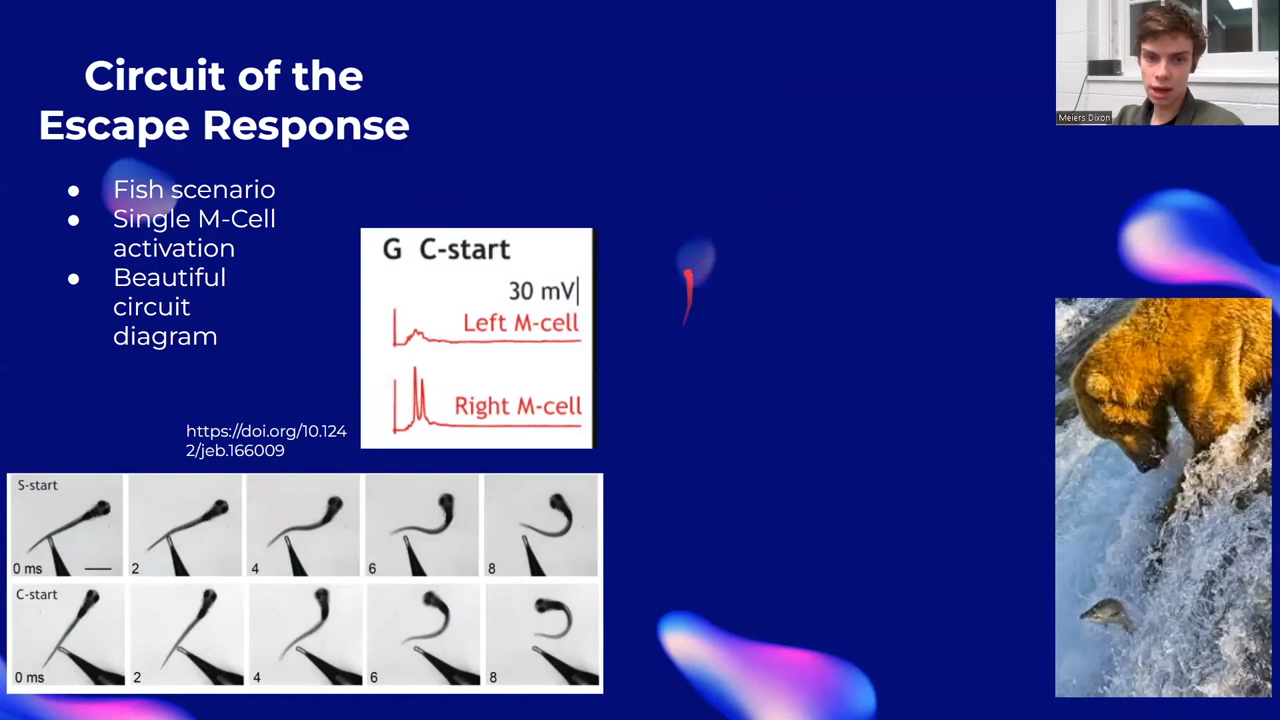 Circuit of the
Escape Response
● Fish scenario
● Single M-Cell
activation
● Beautiful
circuit
diagram
G C-start
30 mV
Left M-cell
Right M-cell
https://doi.org/10.124
2/jeb.166009
S-start
0 ms
2
4
6
8
C-start
0 ms
2
4
6
8
Meiers Dixon